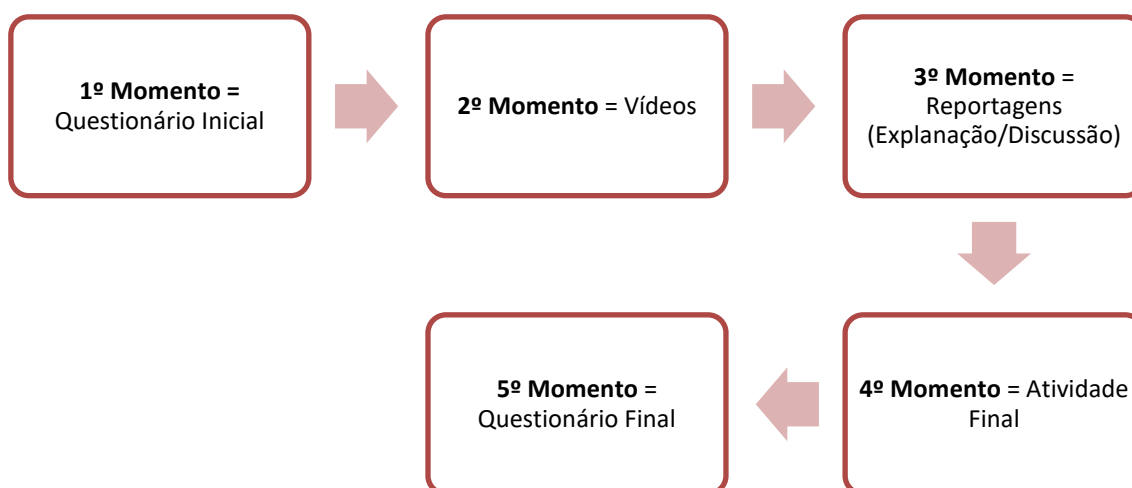 1º Momento =
Questionário Inicial
2º Momento = Vídeos
3º Momento =
Reportagens
(Explanação/Discussão)
4º Momento = Atividade
Final
5º Momento =
Questionário Final